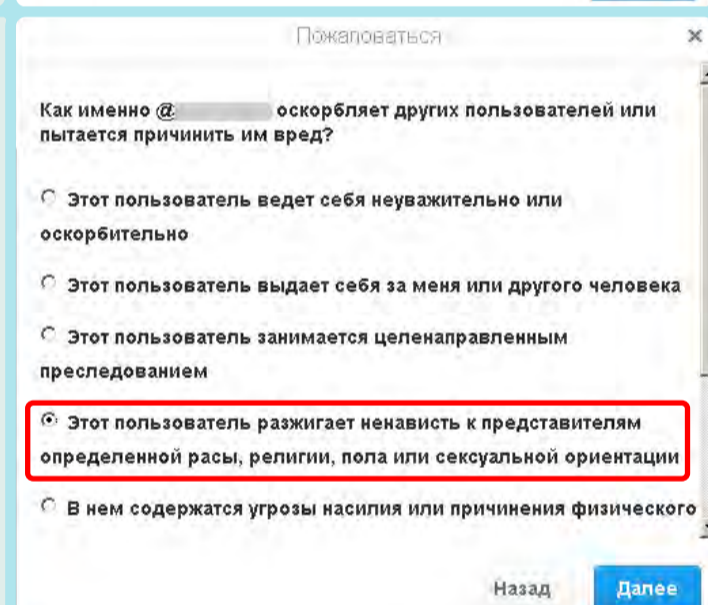 Пожаловаться ×
Как именно @ оскорбляет других пользователей или
пытается причинить им вред?
Этот пользователь ведет себя неуважительно или
оскорбительно
Этот пользователь выдает себя за меня или другого человека
Этот пользователь занимается целенаправленным
преследованием
Этот пользователь разжигает ненависть к представителям
определенной расы, религии, пола или сексуальной ориентации
В нем содержатся угрозы насилия или причинения физического
Назад Далее